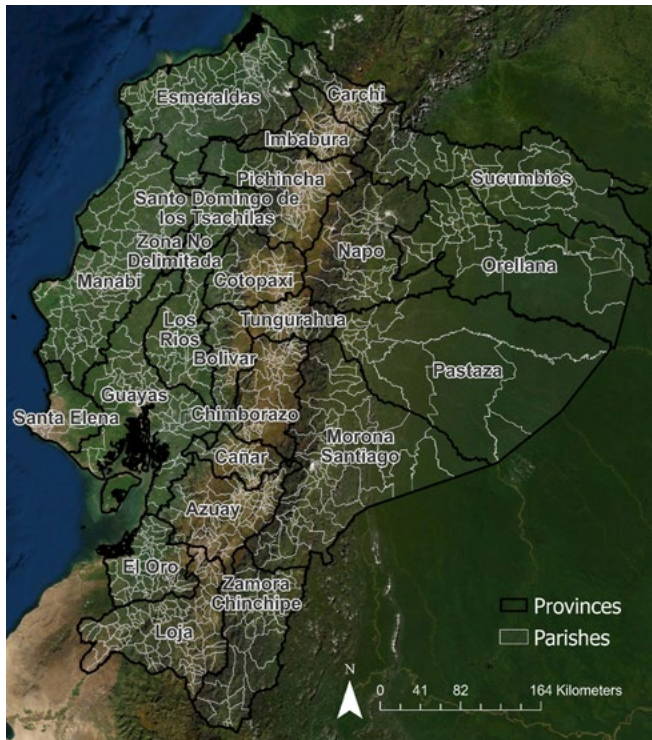 Esmeraldas
Carchi
Imbabura
Pichincha
Sucumbios
Santo Domingo de
los Tsachilas
Zona No
Delimitada
Napo
Manabi
Cotopaxi
Orellana
Los
Rios
Tungurahua
Bolivar
Pastaza
Guayas
Santa Elena
Chimborazo
Morona
Santiago
Cañar
Azuay
El Oro
Zamora
Chinchipe
Loja
Provinces
Parishes
N
0 41 82 164 Kilometers